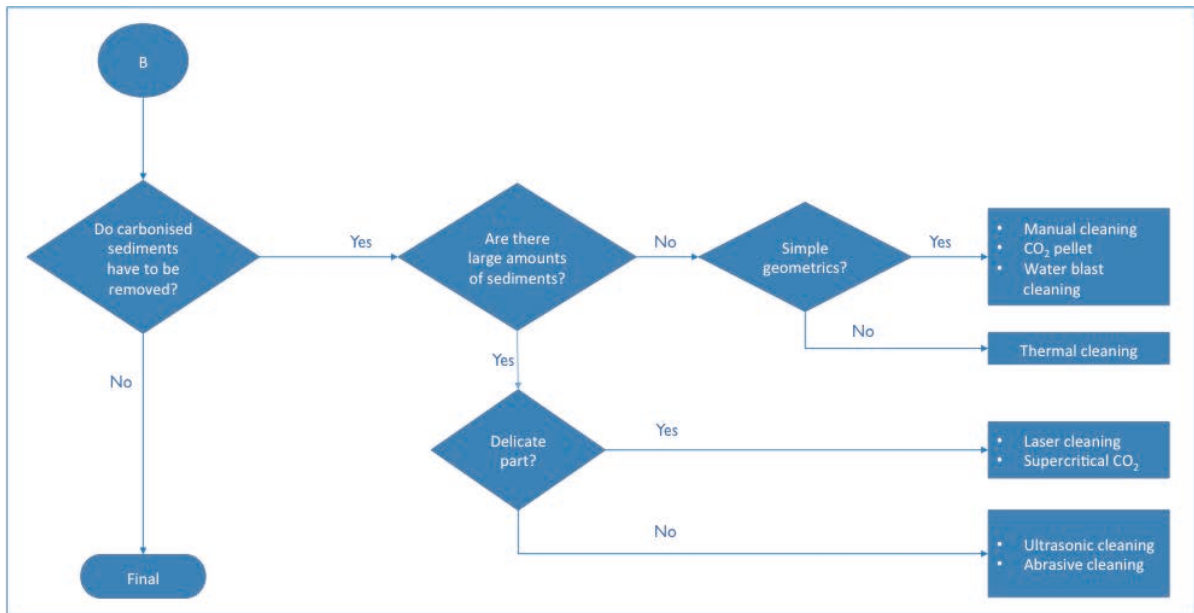 B
Do carbonised
sediments
have to be
removed?
Yes
Are there
large amounts
of sediments?
No
Simple
geometrics?
Yes
• Manual cleaning
• CO₂ pellet
• Water blast
cleaning
No
Thermal cleaning
Yes
No
Delicate
part?
Yes
• Laser cleaning
• Supercritical CO₂
No
• Ultrasonic cleaning
• Abrasive cleaning
Final